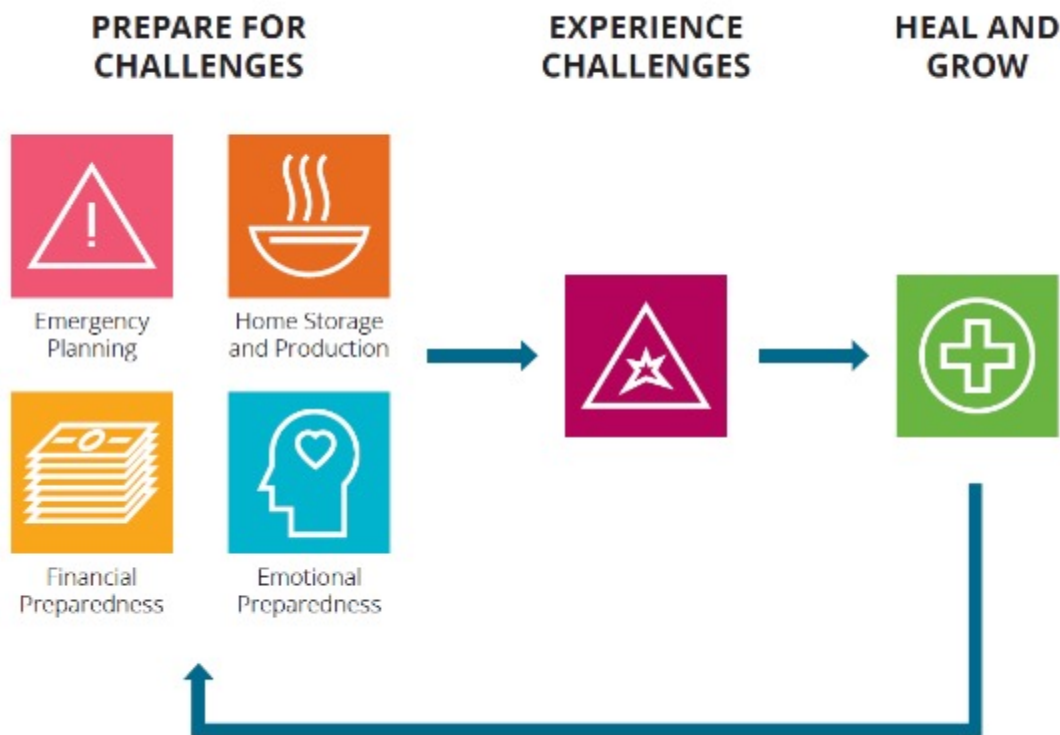 PREPARE FOR
CHALLENGES
EXPERIENCE
CHALLENGES
HEAL AND
GROW
!
Emergency
Planning
Home Storage
and Production
Financial
Preparedness
Emotional
Preparedness